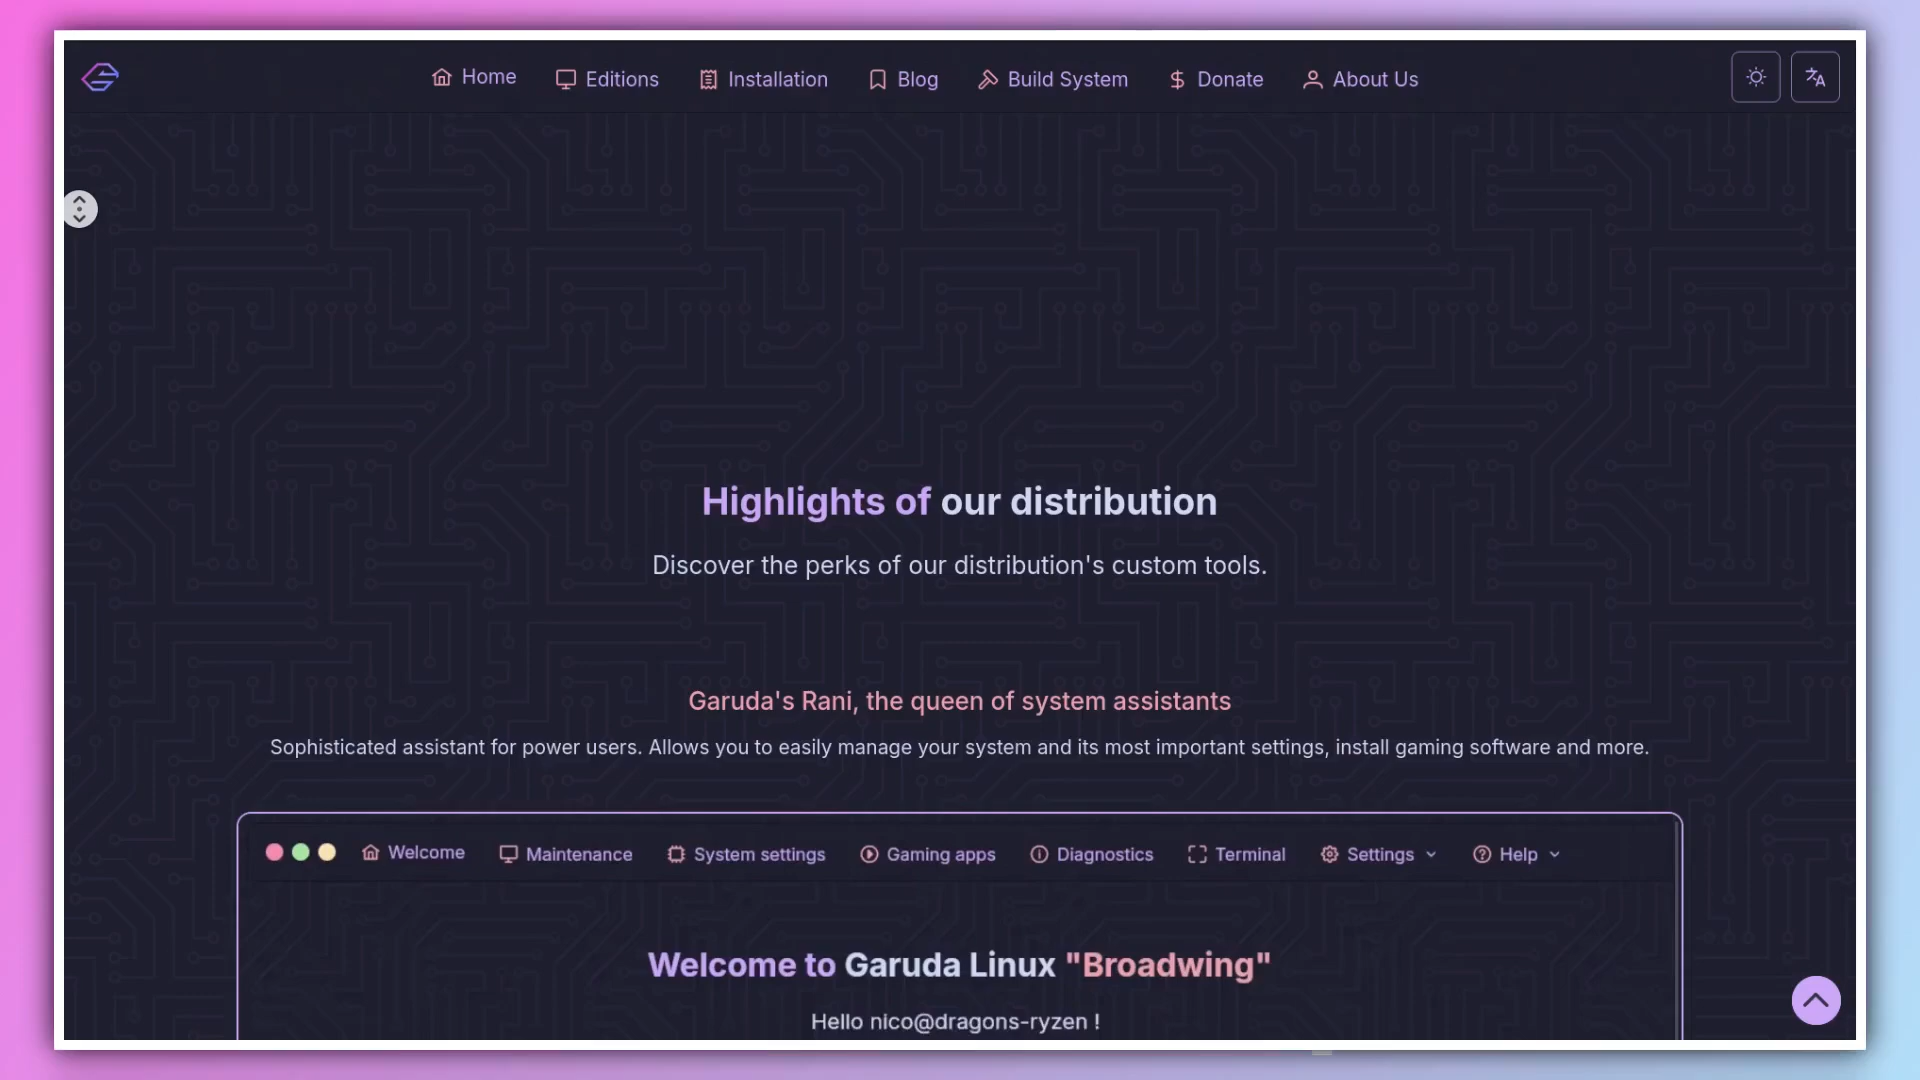 Home Editions Installation Blog Build System Donate About Us
Highlights of our distribution
Discover the perks of our distribution's custom tools.
Garuda's Rani, the queen of system assistants
Sophisticated assistant for power users. Allows you to easily manage your system and its most important settings, install gaming software and more.
Welcome Maintenance System settings Gaming apps Diagnostics Terminal Settings Help
Welcome to Garuda Linux "Broadwing"
Hello nico@dragons-ryzen !